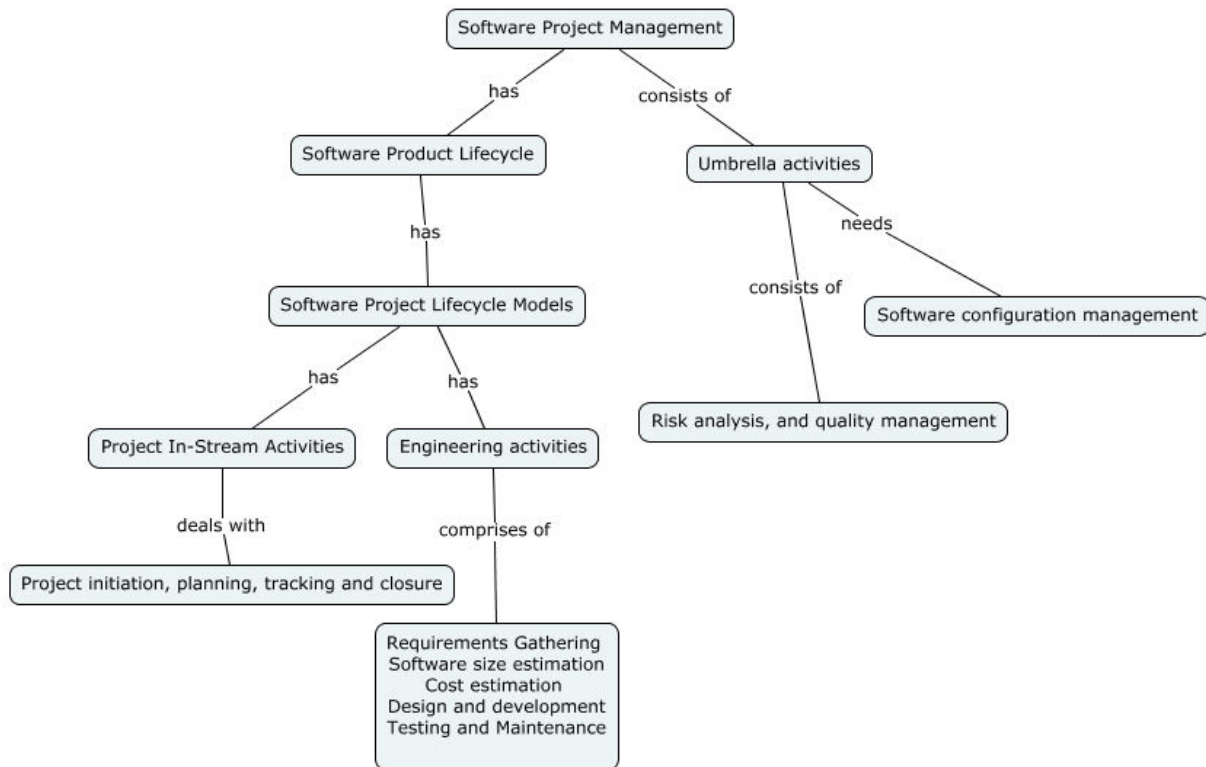 Software Project Management
has
consists of
Software Product Lifecycle
Umbrella activities
has
needs
consists of
Software Project Lifecycle Models
Software configuration management
has
has
Risk analysis, and quality management
Project In-Stream Activities
Engineering activities
deals with
comprises of
Project initiation, planning, tracking and closure
Requirements Gathering
Software size estimation
Cost estimation
Design and development
Testing and Maintenance